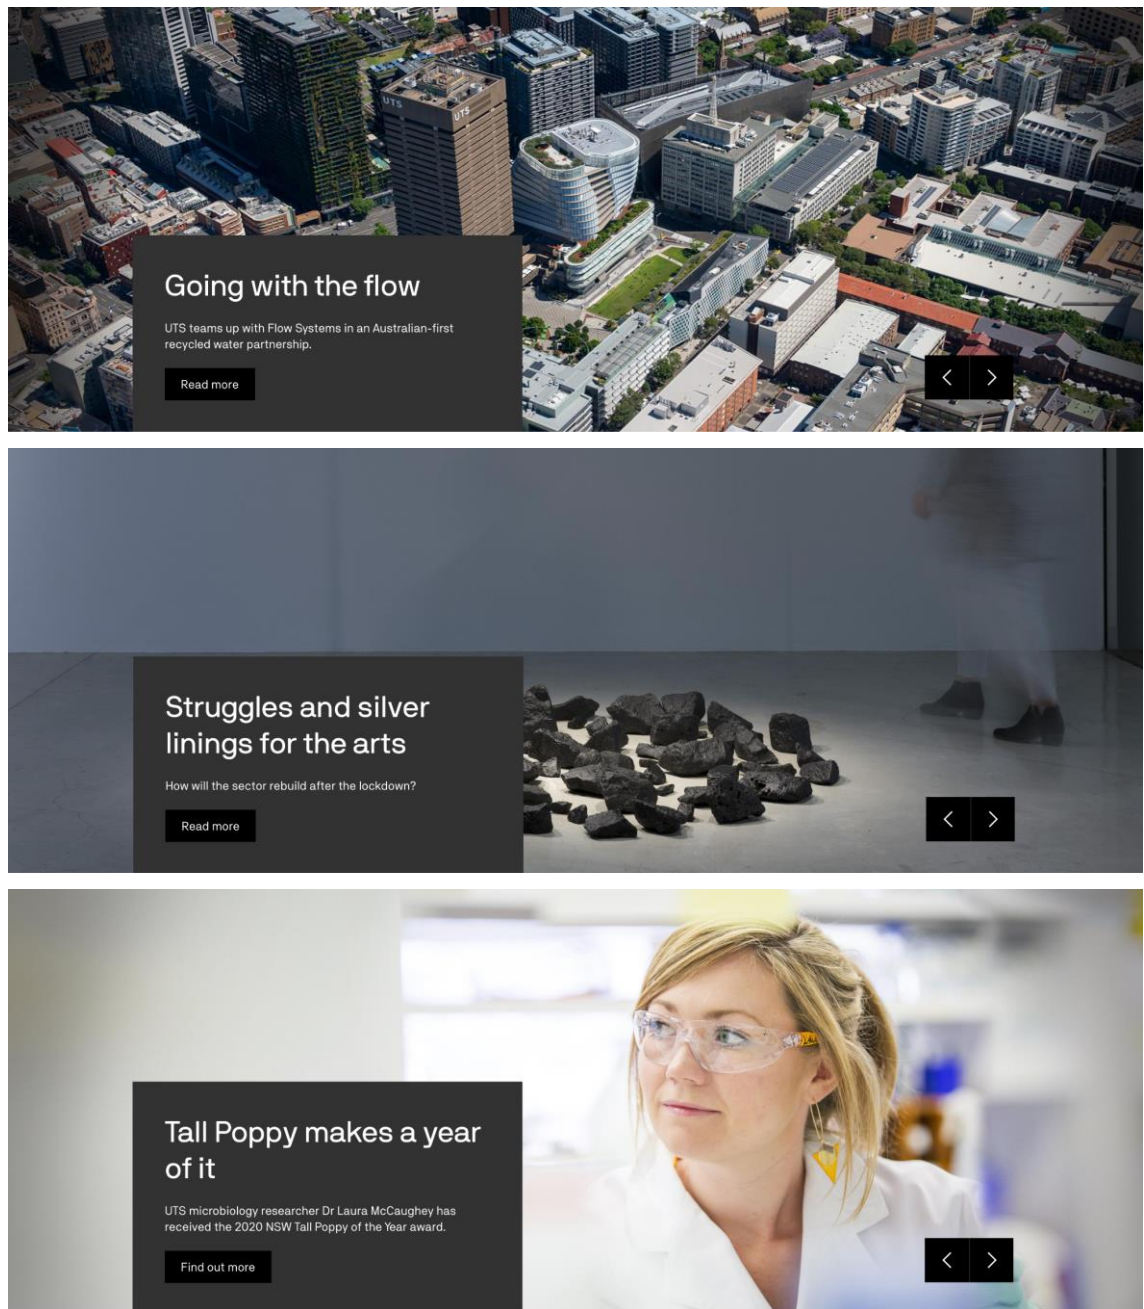 UTS
UTS
Going with the flow
UTS teams up with Flow Systems in an Australian-first
recycled water partnership.
Read more
Struggles and silver
linings for the arts
How will the sector rebuild after the lockdown?
Read more
Tall Poppy makes a year
of it
UTS microbiology researcher Dr Laura McCaughey has
received the 2020 NSW Tall Poppy of the Year award.
Find out more